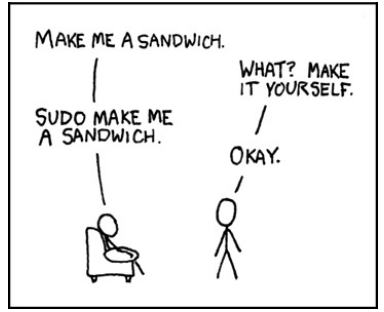 MAKE ME A SANDWICH.
WHAT? MAKE
IT YOURSELF.
SUDO MAKE ME
A SANDWICH.
OKAY.